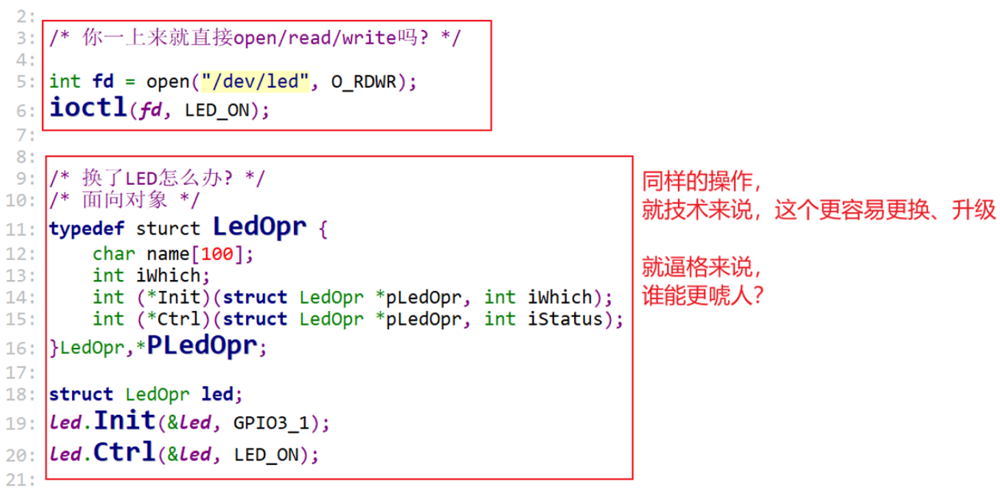 2:
3: /* 你一上来就直接open/read/write吗? */
4:
5: int fd = open("/dev/led", O_RDWR);
6: ioctl(fd, LED_ON);
7:
8:
9: /* 换了LED怎么办? */
10: /* 面向对象 */
11: typedef sturct LedOpr {
12:     char name[100];
13:     int iWhich;
14:     int (*Init)(struct LedOpr *pLedOpr, int iWhich);
15:     int (*Ctrl)(struct LedOpr *pLedOpr, int iStatus);
16: }LedOpr,*PLedOpr;
17:
18: struct LedOpr led;
19: led.Init(&led, GPIO3_1);
20: led.Ctrl(&led, LED_ON);
21:
同样的操作，
就技术来说，这个更容易更换、升级
就逼格来说，
谁能更唬人？